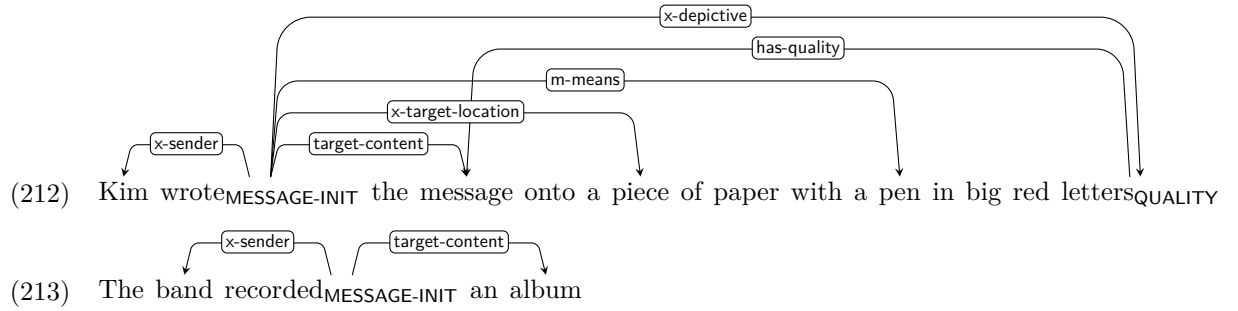 x-depictive
has-quality
m-means
x-target-location
x-sender target-content
(212) Kim wroteMESSAGE-INIT the message onto a piece of paper with a pen in big red lettersQUALITY
x-sender target-content
(213) The band recordedMESSAGE-INIT an album